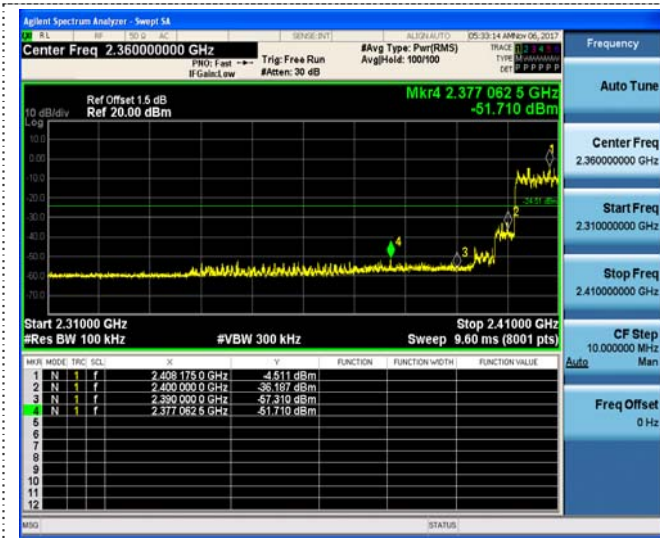 Agilent Spectrum Analyzer - Swept SA
RL RF 50 Ω AC SENSE:INT ALIGN AUTO 05:33:14 AM Nov 06, 2017
Center Freq 2.360000000 GHz
PNO: Fast
IFGain:Low
Trig: Free Run
#Atten: 30 dB
#Avg Type: Pwr(RMS)
Avg|Hold: 100/100
TRACE 1 2 3 4 5 6
TYPE
DET P P P P P P
Frequency
Auto Tune
Center Freq
2.360000000 GHz
Start Freq
2.310000000 GHz
Stop Freq
2.410000000 GHz
CF Step
10.000000 MHz
Auto Man
Freq Offset
0 Hz
Mkr4 2.377 062 5 GHz
-51.710 dBm
Ref Offset 1.5 dB
10 dB/div Ref 20.00 dBm
Log
10.0
0.00
-10.0
-20.0
-30.0
-40.0
-50.0
-60.0
-70.0
-24.51 dBm
1
2
3
4
Start 2.31000 GHz Stop 2.41000 GHz
#Res BW 100 kHz #VBW 300 kHz Sweep 9.60 ms (8001 pts)
MKR MODE TRC SCL X Y FUNCTION FUNCTION WIDTH FUNCTION VALUE
1 N 1 f 2.408 175 0 GHz -4.511 dBm
2 N 1 f 2.400 000 0 GHz -36.187 dBm
3 N 1 f 2.390 000 0 GHz -57.310 dBm
4 N 1 f 2.377 062 5 GHz -51.710 dBm
5
6
7
8
9
10
11
12
MSG STATUS